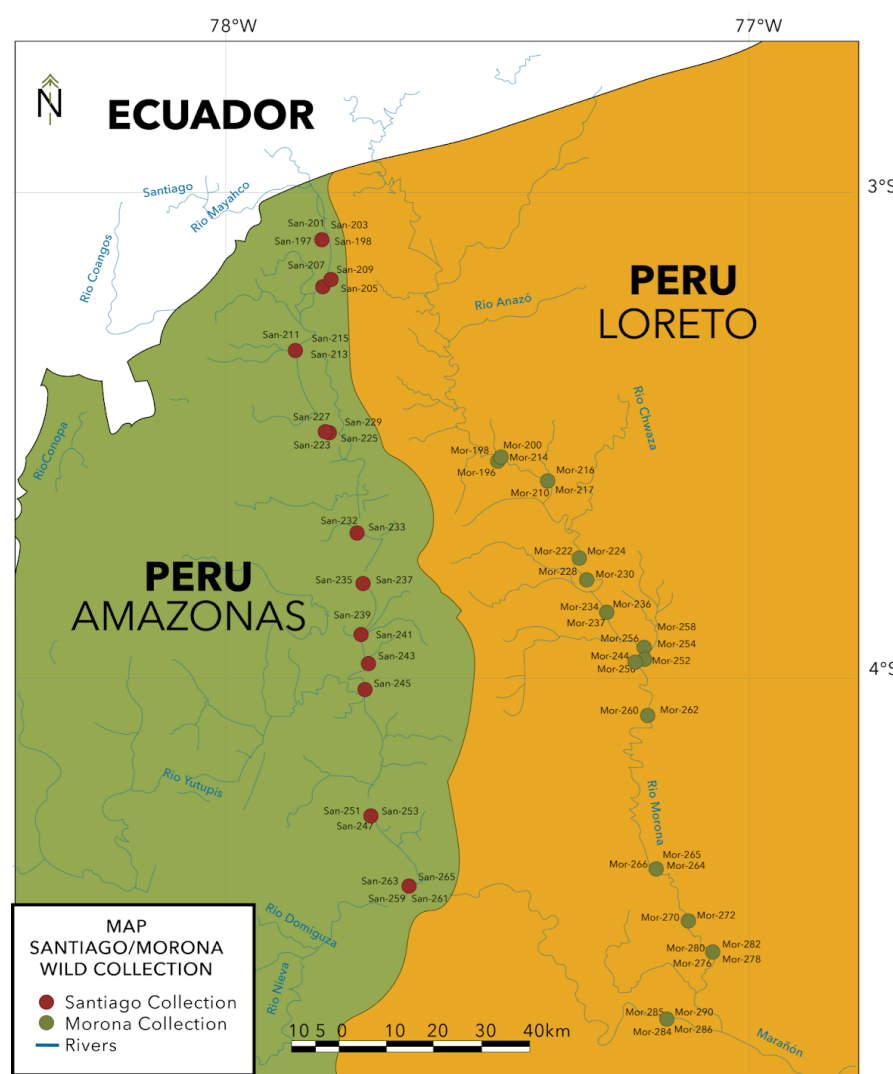 78°W
77°W
N
ECUADOR
3°S
Santiago
Rio Mayahco
Rio Coangos
San-201
San-203
San-197
San-198
San-207
San-209
San-205
PERU
LORETO
Rio Anazó
San-211
San-215
San-213
Rio Chwaza
RioConopa
San-227
San-229
San-223
San-225
Mor-198
Mor-200
Mor-214
Mor-196
Mor-216
Mor-210
Mor-217
San-232
San-233
Mor-222
Mor-224
Mor-228
Mor-230
PERU
AMAZONAS
San-235
San-237
Mor-234
Mor-236
Mor-237
San-239
San-241
Mor-258
Mor-256
Mor-254
Mor-244
Mor-252
Mor-250
San-243
4°S
San-245
Mor-260
Mor-262
Rio Yutupis
Rio Morona
San-251
San-253
San-247
Mor-265
Mor-266
Mor-264
San-263
San-265
San-259
San-261
Rio Domiguza
Rio Nieva
Mor-270
Mor-272
Mor-280
Mor-282
Mor-276
Mor-278
Mor-285
Mor-290
Mor-284
Mor-286
Marañón
MAP
SANTIAGO/MORONA
WILD COLLECTION
Santiago Collection
Morona Collection
Rivers
10 5 0 10 20 30 40km